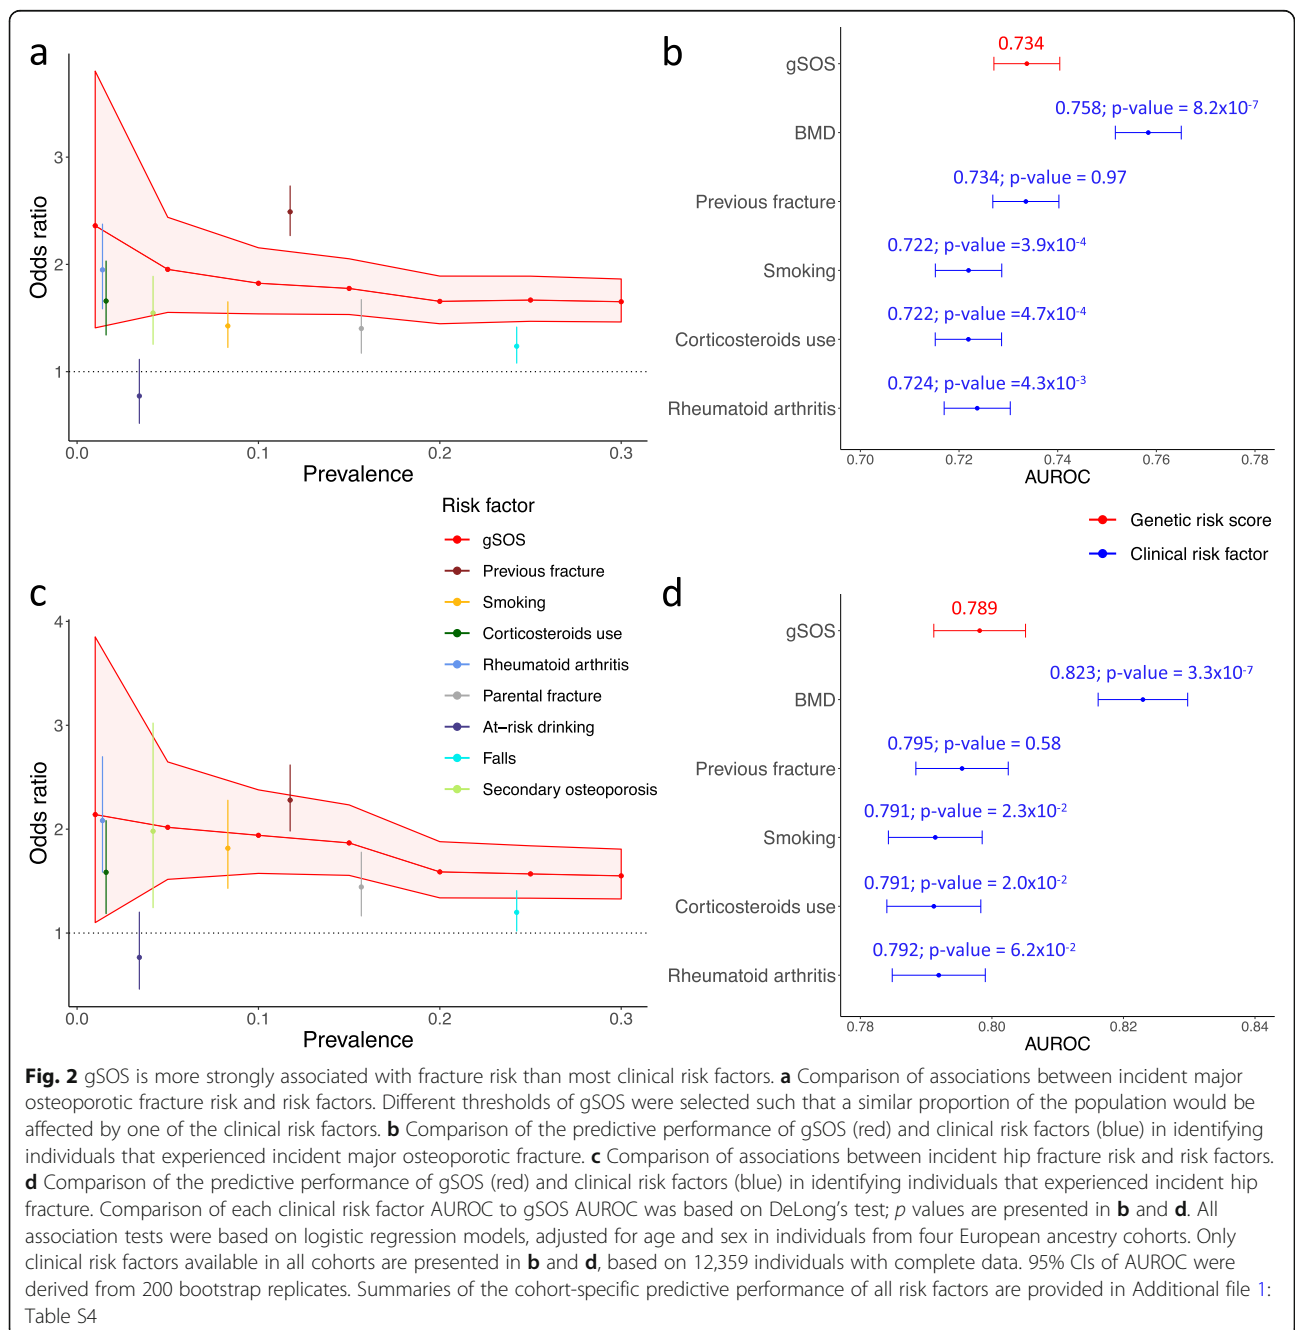 a
3
2
1
Odds ratio
0.0
0.1
0.2
0.3
Prevalence
b
gSOS
BMD
Previous fracture
Smoking
Corticosteroids use
Rheumatoid arthritis
0.734
0.758; p-value = 8.2x10-7
0.734; p-value = 0.97
0.722; p-value =3.9x10-4
0.722; p-value =4.7x10-4
0.724; p-value =4.3x10-3
0.70
0.72
0.74
0.76
0.78
AUROC
Risk factor
gSOS
Previous fracture
Smoking
Corticosteroids use
Rheumatoid arthritis
Parental fracture
At–risk drinking
Falls
Secondary osteoporosis
Genetic risk score
Clinical risk factor
c
4
3
2
1
Odds ratio
0.0
0.1
0.2
0.3
Prevalence
d
gSOS
BMD
Previous fracture
Smoking
Corticosteroids use
Rheumatoid arthritis
0.789
0.823; p-value = 3.3x10-7
0.795; p-value = 0.58
0.791; p-value = 2.3x10-2
0.791; p-value = 2.0x10-2
0.792; p-value = 6.2x10-2
0.78
0.80
0.82
0.84
AUROC
Fig. 2 gSOS is more strongly associated with fracture risk than most clinical risk factors. a Comparison of associations between incident major
osteoporotic fracture risk and risk factors. Different thresholds of gSOS were selected such that a similar proportion of the population would be
affected by one of the clinical risk factors. b Comparison of the predictive performance of gSOS (red) and clinical risk factors (blue) in identifying
individuals that experienced incident major osteoporotic fracture. c Comparison of associations between incident hip fracture risk and risk factors.
d Comparison of the predictive performance of gSOS (red) and clinical risk factors (blue) in identifying individuals that experienced incident hip
fracture. Comparison of each clinical risk factor AUROC to gSOS AUROC was based on DeLong's test; p values are presented in b and d. All
association tests were based on logistic regression models, adjusted for age and sex in individuals from four European ancestry cohorts. Only
clinical risk factors available in all cohorts are presented in b and d, based on 12,359 individuals with complete data. 95% CIs of AUROC were
derived from 200 bootstrap replicates. Summaries of the cohort-specific predictive performance of all risk factors are provided in Additional file 1:
Table S4